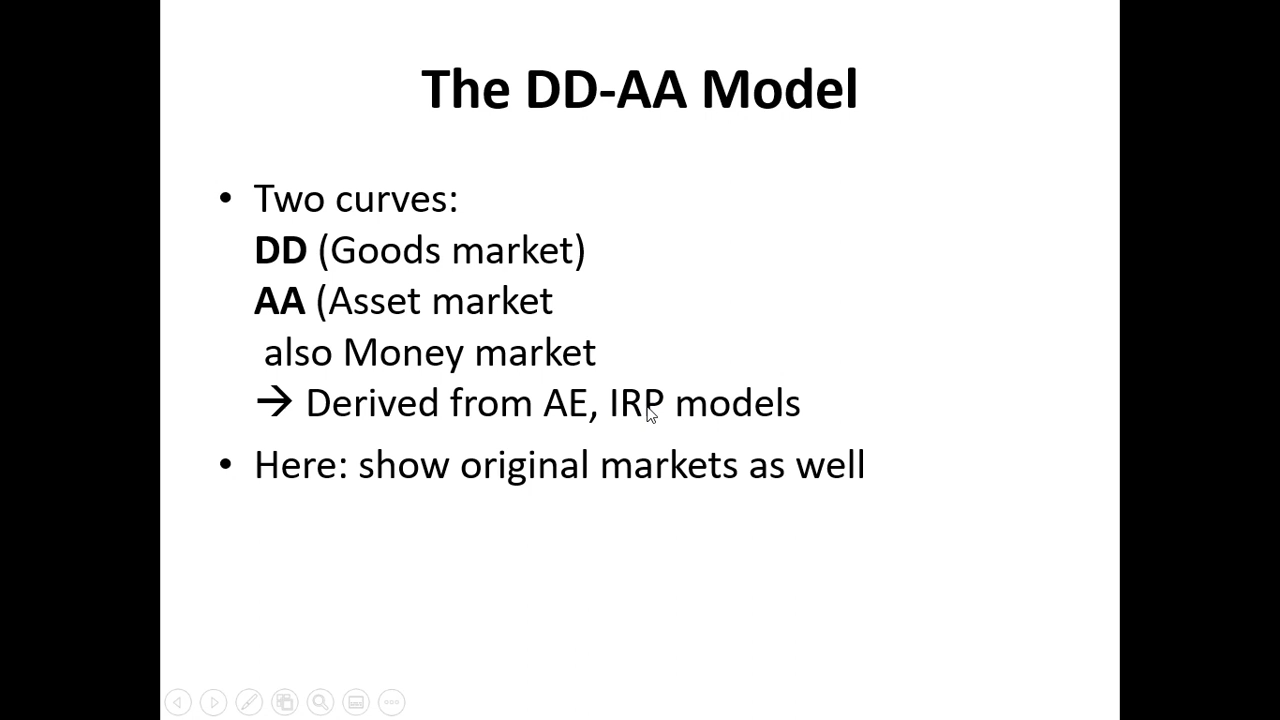 The DD-AA Model
• Two curves:
DD (Goods market)
AA (Asset market
also Money market
→ Derived from AE, IRP models
• Here: show original markets as well